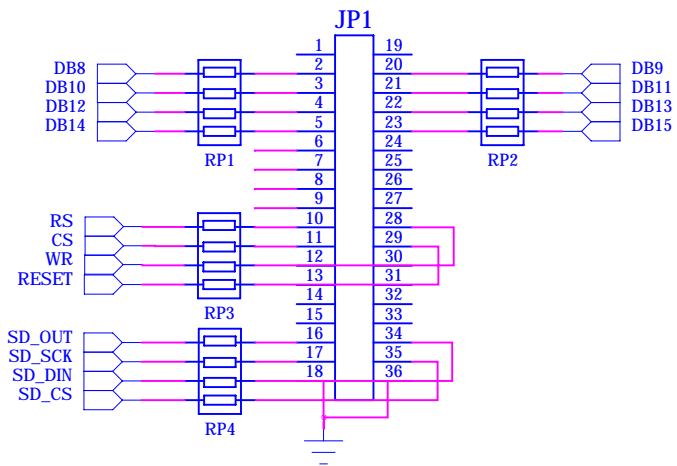 JP1
1 19
DB8 2 20 DB9
DB10 3 21 DB11
DB12 4 22 DB13
DB14 5 23 DB15
6 24
RP1 7 25 RP2
8 26
9 27
RS 10 28
CS 11 29
WR 12 30
RESET 13 31
14 32
RP3 15 33
SD_OUT 16 34
SD_SCK 17 35
SD_DIN 18 36
SD_CS
RP4